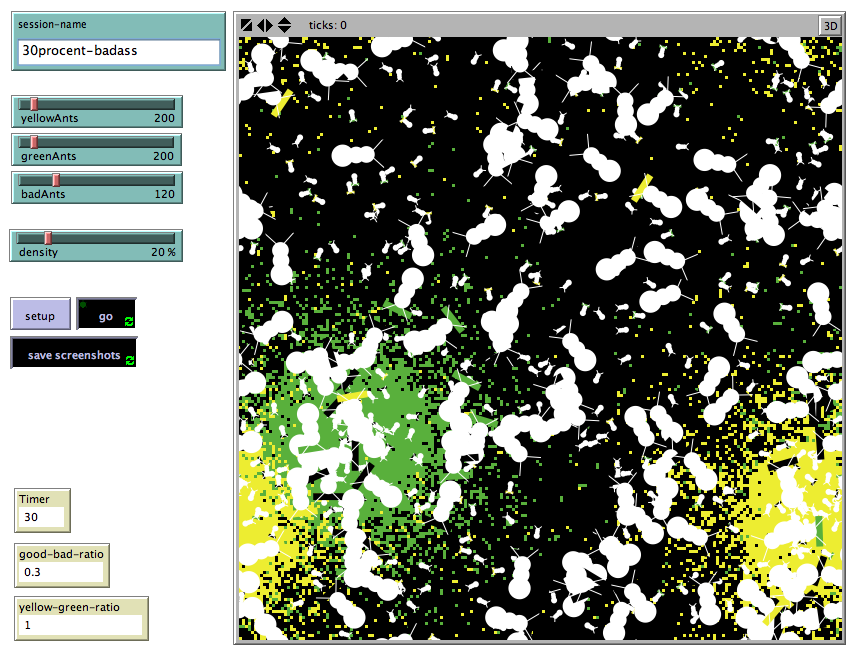 session-name
30procent-badass
ticks: 0
3D
yellowAnts 200
greenAnts 200
badAnts 120
density 20 %
setup
go
save screenshots
Timer
30
good-bad-ratio
0.3
yellow-green-ratio
1